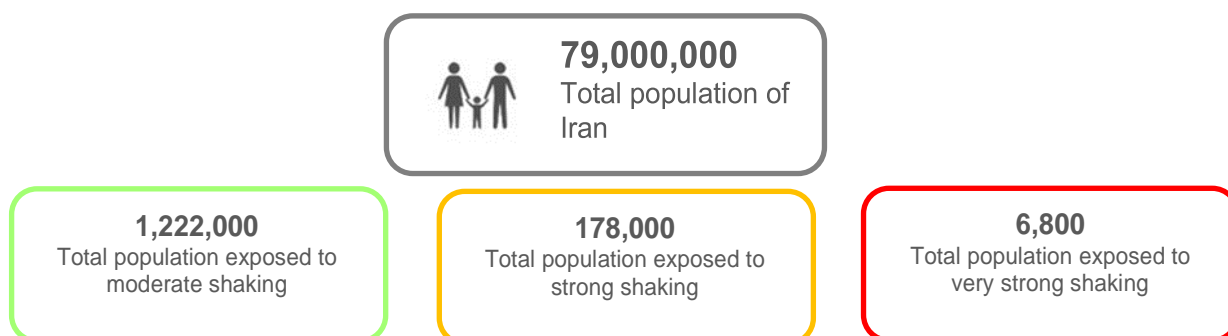 79,000,000
Total population of
Iran
1,222,000
Total population exposed to
moderate shaking
178,000
Total population exposed to
strong shaking
6,800
Total population exposed to
very strong shaking